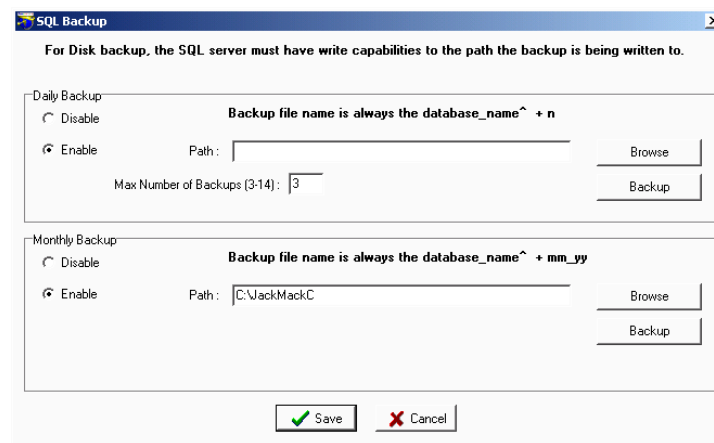 SQL Backup
For Disk backup, the SQL server must have write capabilities to the path the backup is being written to.
Daily Backup
Disable
Backup file name is always the database_name^ + n
Enable
Path :
Browse
Max Number of Backups (3-14) : 3
Backup
Monthly Backup
Disable
Backup file name is always the database_name^ + mm_yy
Enable
Path : C:\JackMackC
Browse
Backup
Save
Cancel